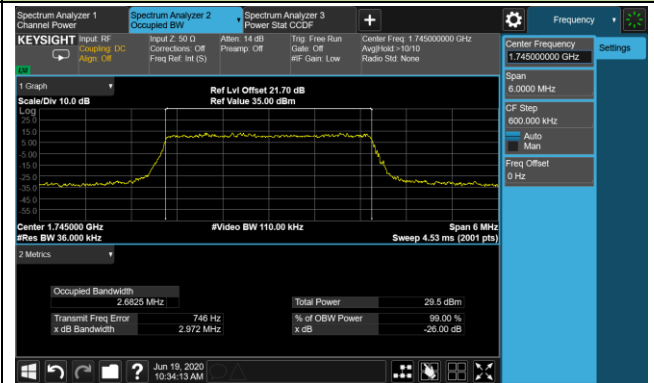 Spectrum Analyzer 1
Channel Power
Spectrum Analyzer 2
Occupied BW
Spectrum Analyzer 3
Power Stat CCDF
Frequency
KEYSIGHT
Input: RF
Coupling: DC
Align: Off
Input Z: 50 Ω
Corrections: Off
Freq Ref: Int (S)
Atten: 14 dB
Preamp: Off
Trig: Free Run
Gate: Off
#IF Gain: Low
Center Freq: 1.745000000 GHz
Avg|Hold:>10/10
Radio Std: None
Center Frequency
1.745000000 GHz
Settings
Span
6.0000 MHz
CF Step
600.000 kHz
Auto
Man
Freq Offset
0 Hz
1 Graph
Scale/Div 10.0 dB
Ref Lvl Offset 21.70 dB
Ref Value 35.00 dBm
Log
25.0
15.0
5.00
-5.00
-15.0
-25.0
-35.0
-45.0
-55.0
Center 1.745000 GHz
#Video BW 110.00 kHz
Span 6 MHz
#Res BW 36.000 kHz
Sweep 4.53 ms (2001 pts)
2 Metrics
Occupied Bandwidth
2.6825 MHz
Total Power 29.5 dBm
Transmit Freq Error 746 Hz
% of OBW Power 99.00 %
x dB Bandwidth 2.972 MHz
x dB -26.00 dB
Jun 19, 2020
10:34:13 AM